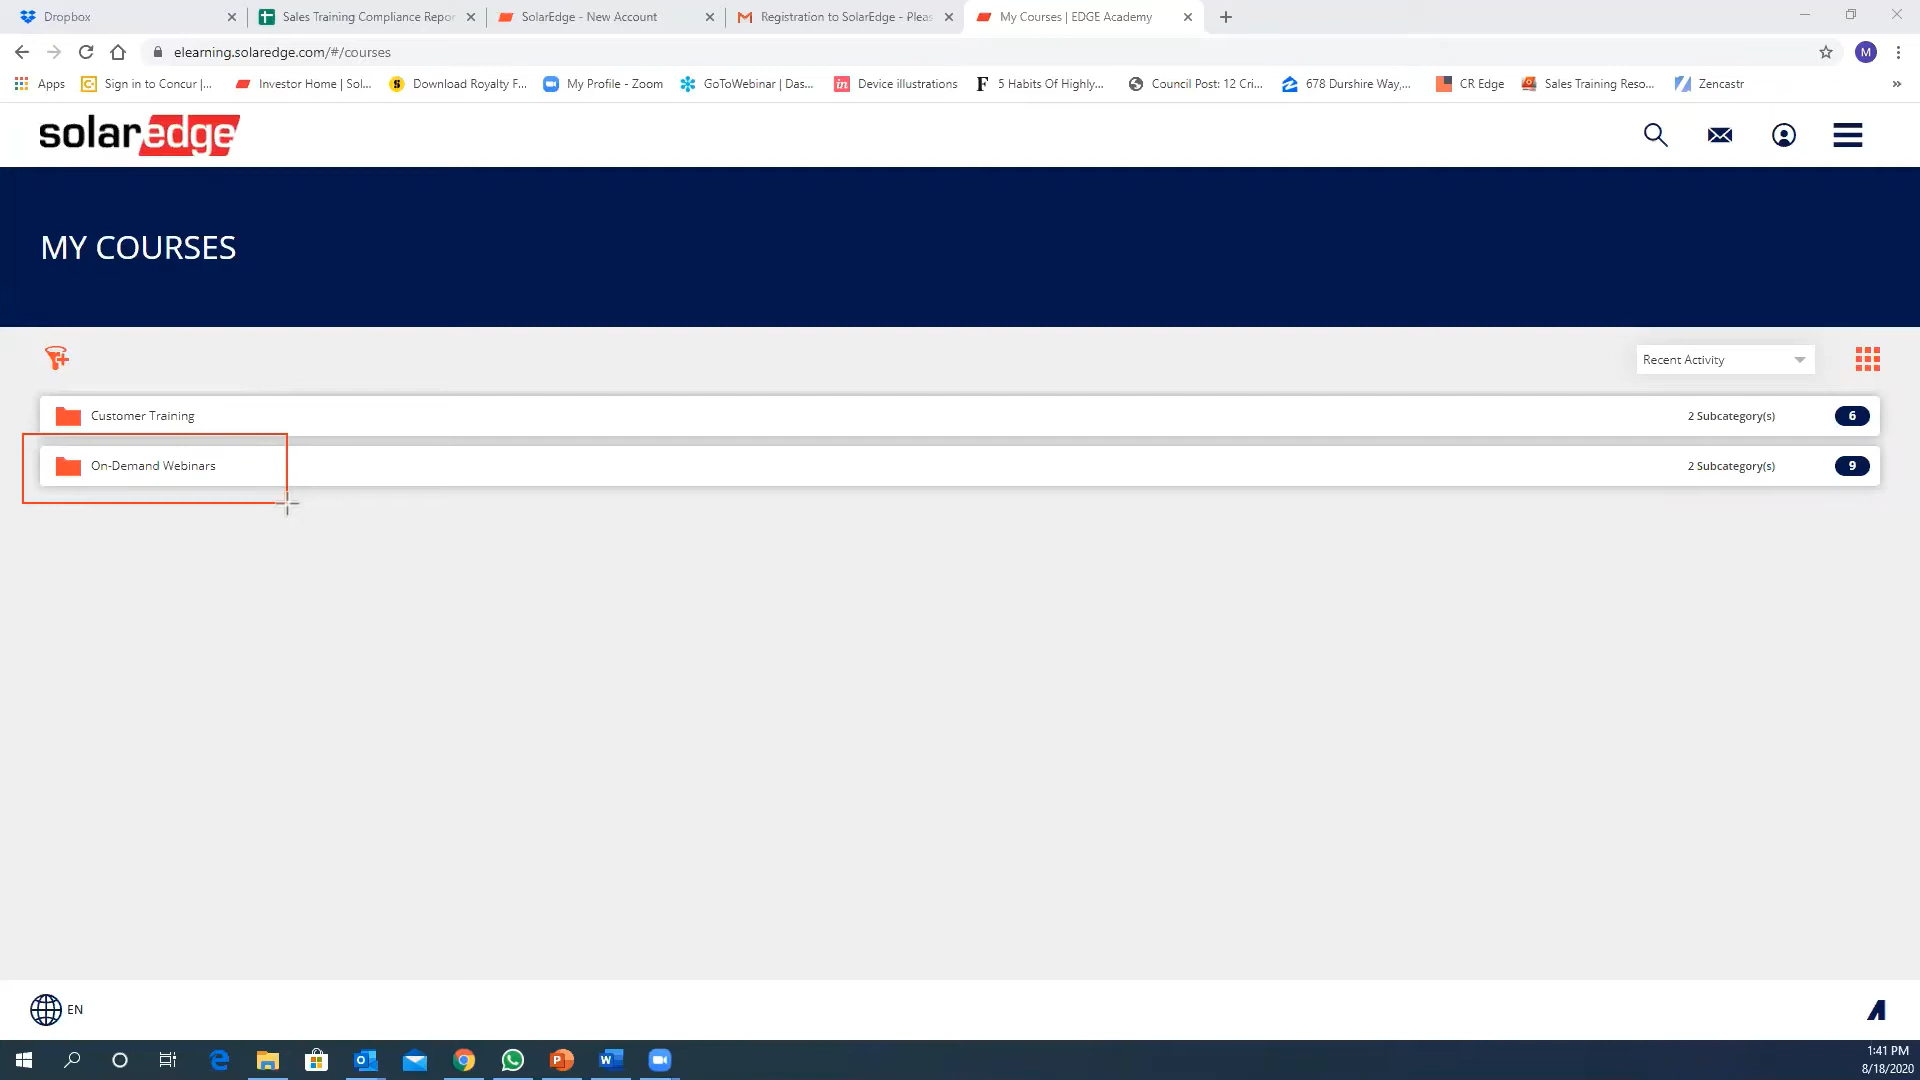 Dropbox
Sales Training Compliance Repor
SolarEdge - New Account
Registration to SolarEdge - Pleas
My Courses | EDGE Academy
elearning.solaredge.com/#/courses
M
Apps
Sign in to Concur |...
Investor Home | Sol...
Download Royalty F...
My Profile - Zoom
GoToWebinar | Das...
Device illustrations
5 Habits Of Highly...
Council Post: 12 Cri...
678 Durshire Way,...
CR Edge
Sales Training Reso...
Zencastr
»
solaredge
MY COURSES
Recent Activity
Customer Training
2 Subcategory(s)
6
On-Demand Webinars
2 Subcategory(s)
9
EN
1:41 PM
8/18/2020